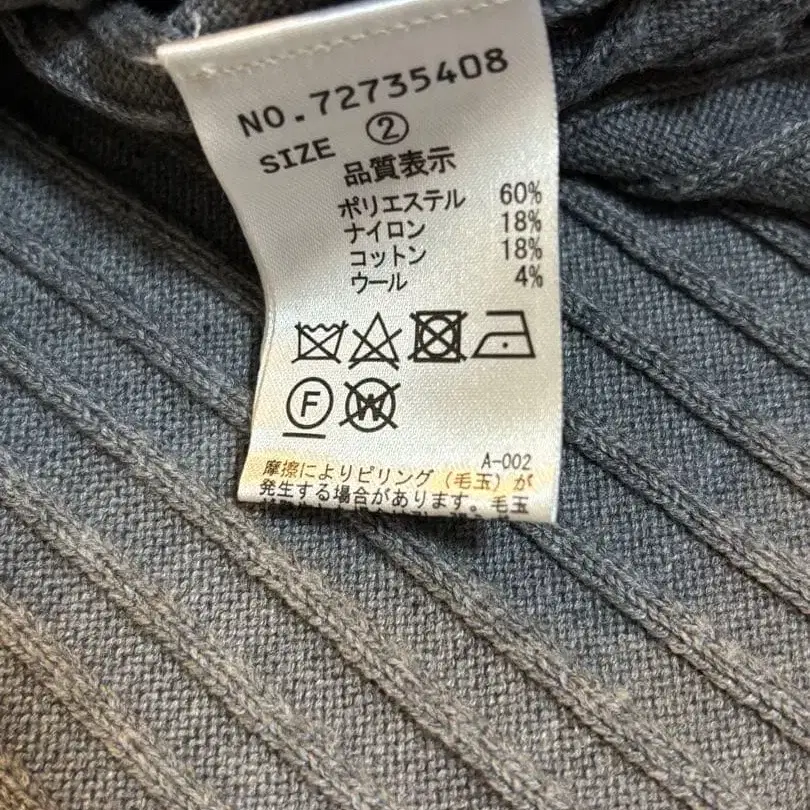 NO.72735408
SIZE ②
品質表示
ポリエステル 60%
ナイロン 18%
コットン 18%
ウール 4%
F W
A-002
摩擦によりピリング（毛玉）が
発生する場合があります。毛玉